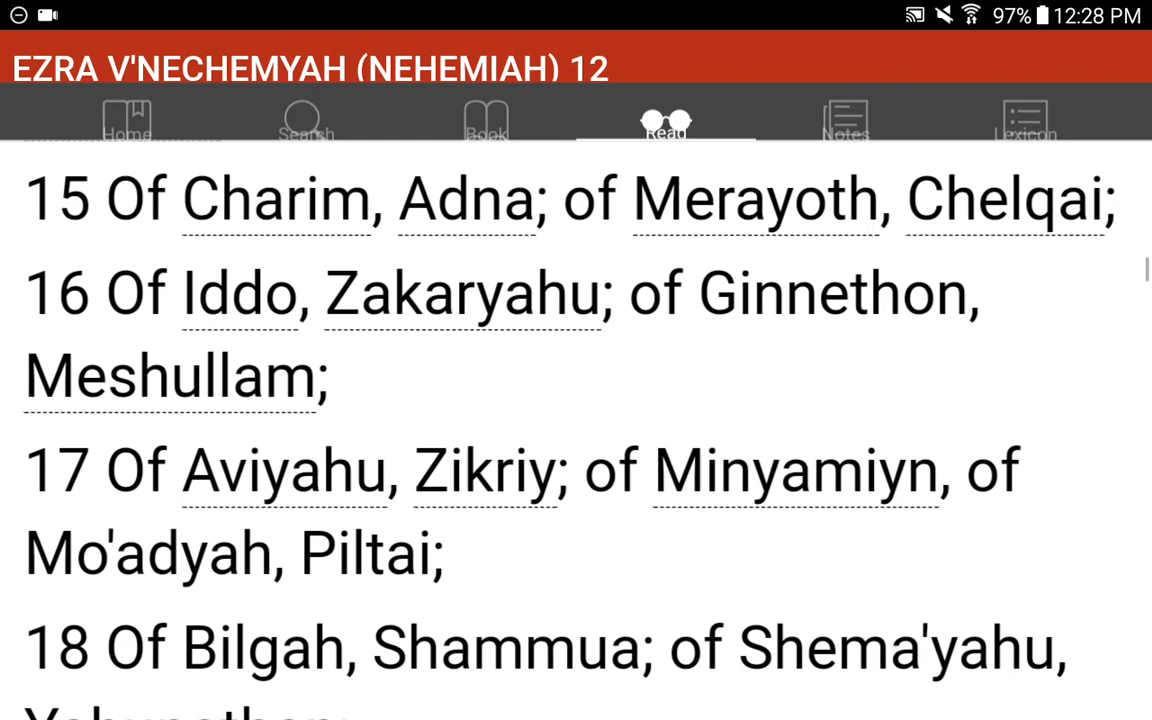 97% 12:28 PM
EZRA V'NECHEMYAH (NEHEMIAH) 12
Home Search Book Read Notes Lexicon
15 Of Charim, Adna; of Merayoth, Chelqai;
16 Of Iddo, Zakaryahu; of Ginnethon,
Meshullam;
17 Of Aviyahu, Zikriy; of Minyamiyn, of
Mo'adyah, Piltai;
18 Of Bilgah, Shammua; of Shema'yahu,